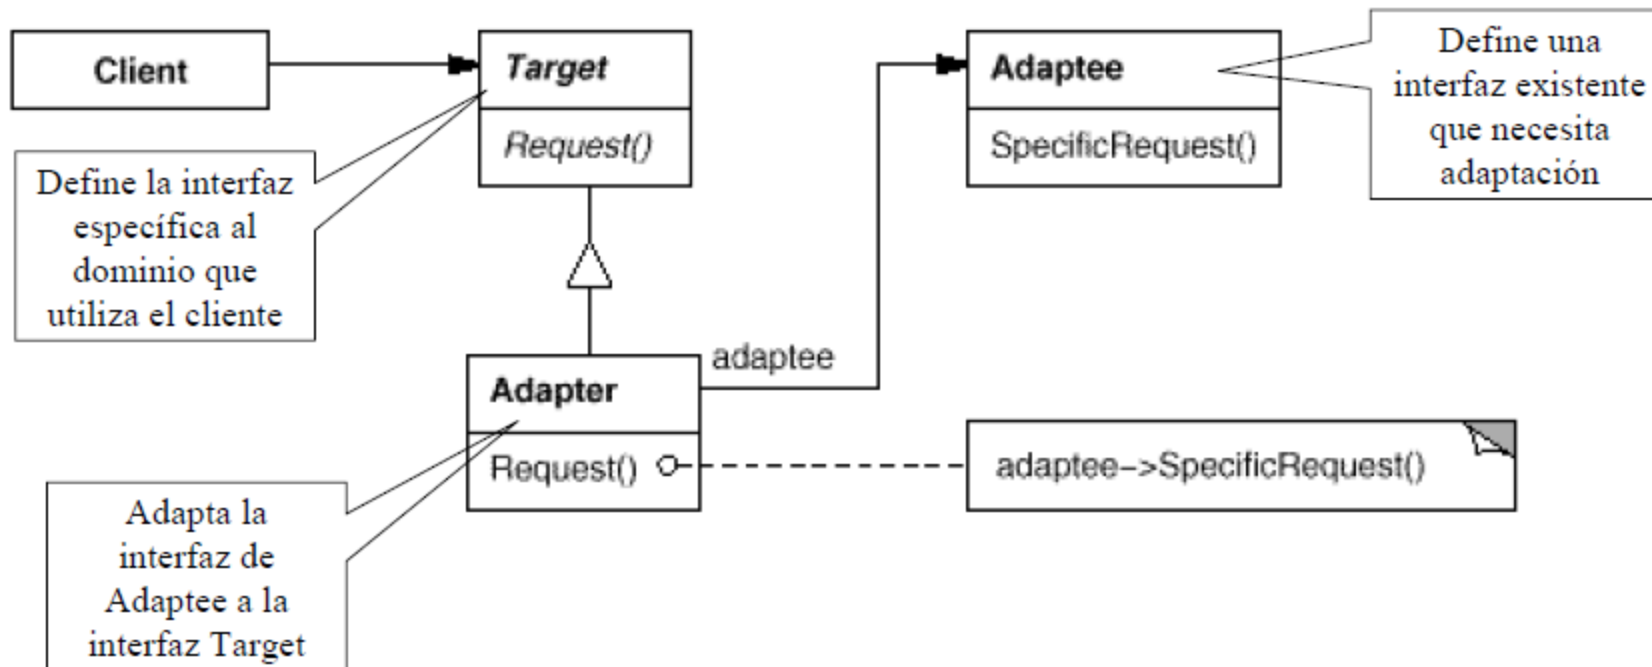 Client
Target
Request()
Adaptee
SpecificRequest()
Define una
interfaz existente
que necesita
adaptación
Define la interfaz
específica al
dominio que
utiliza el cliente
adaptee
Adapter
Request()
adaptee->SpecificRequest()
Adapta la
interfaz de
Adaptee a la
interfaz Target